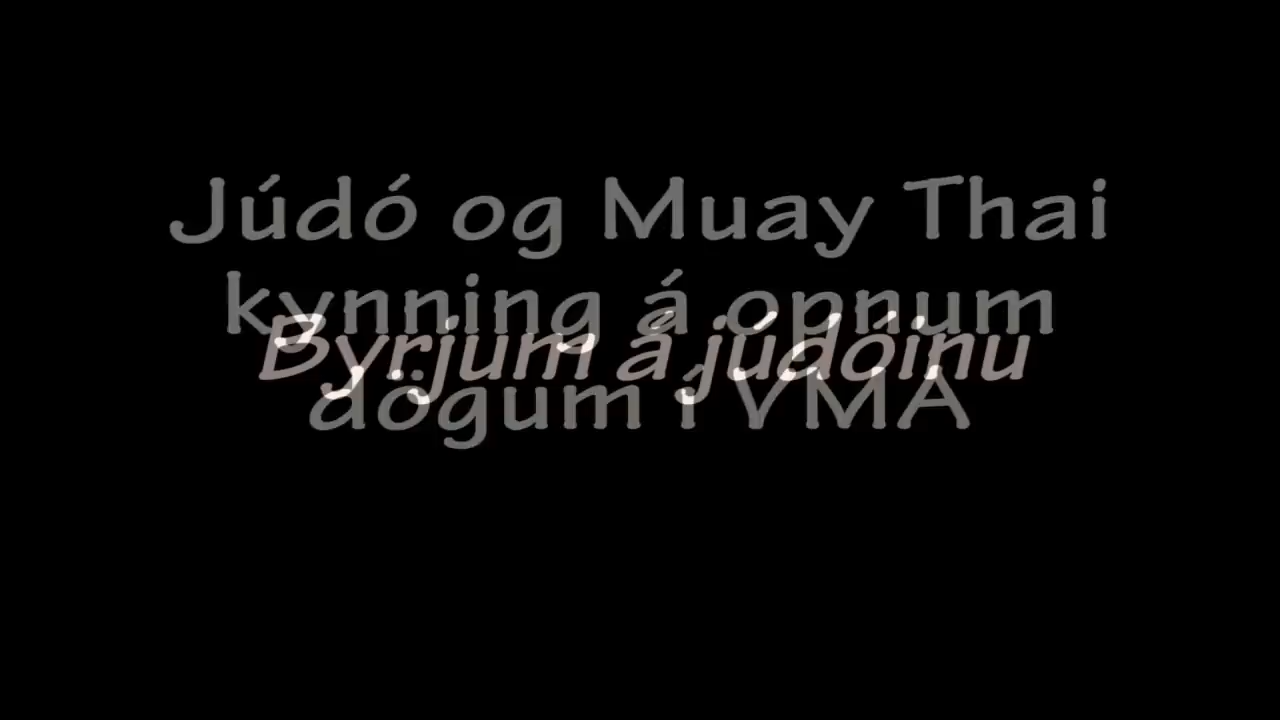 Júdó og Muay Thai
kynning á opnum
Byrjum á júdóinu
dögum í VMA